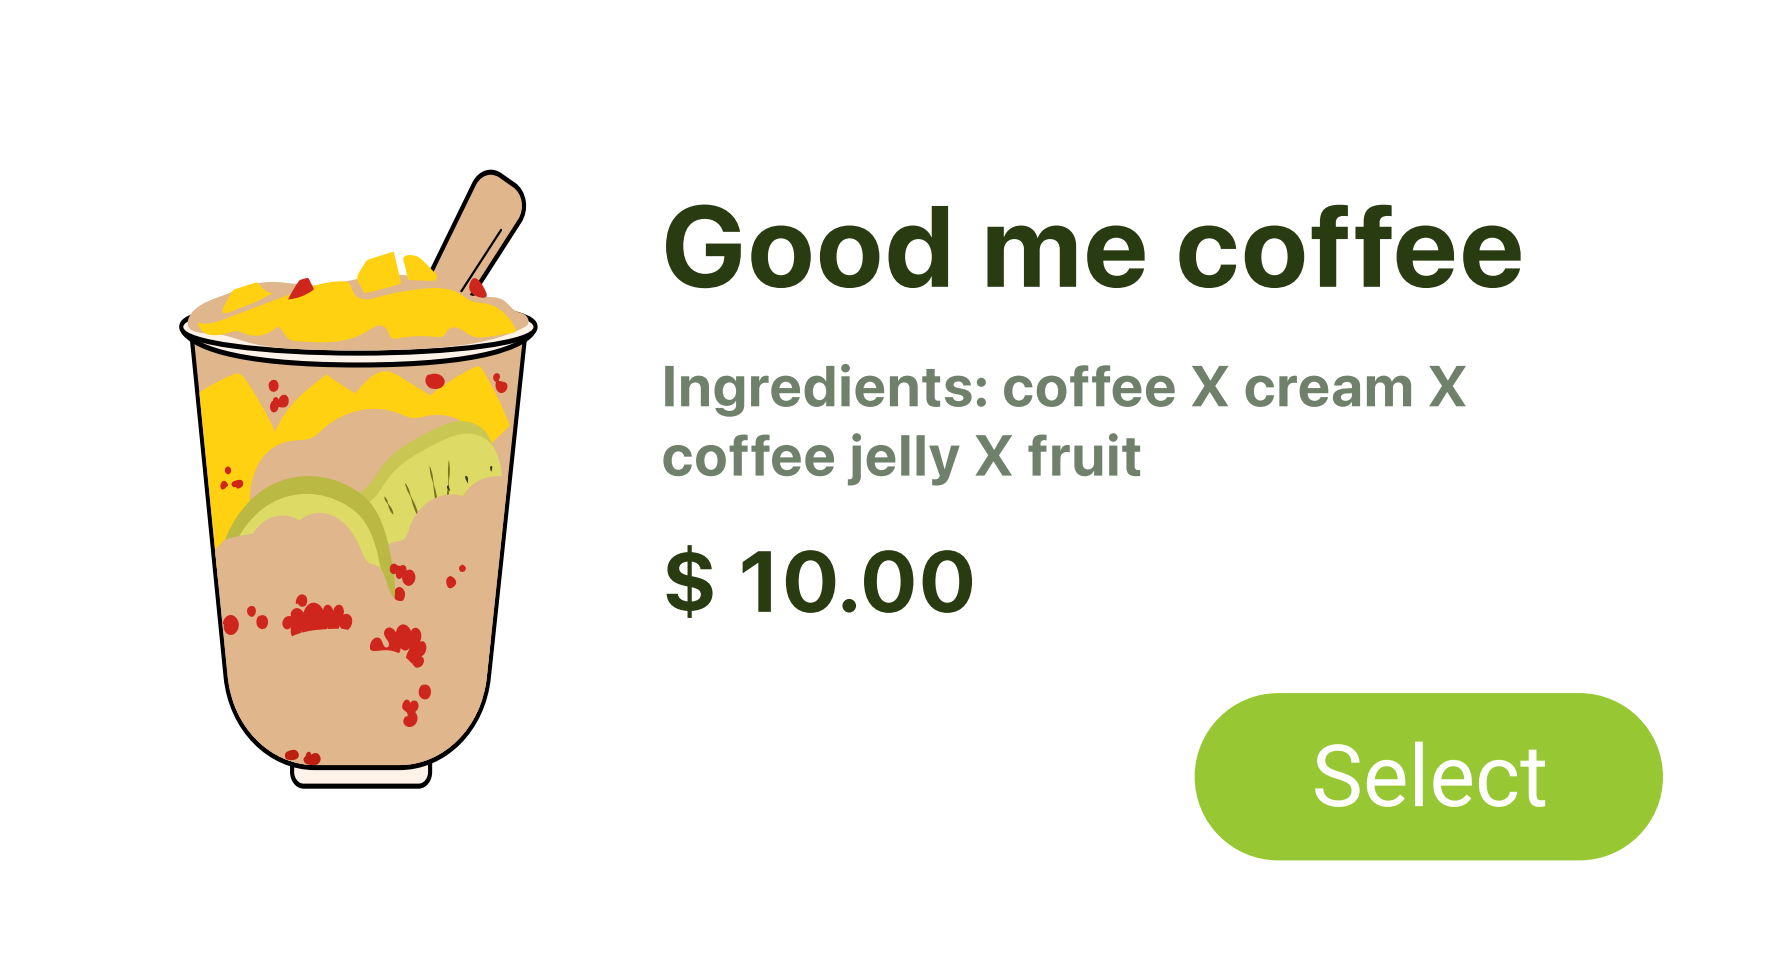 Good me coffee
Ingredients: coffee X cream X
coffee jelly X fruit
$ 10.00
Select